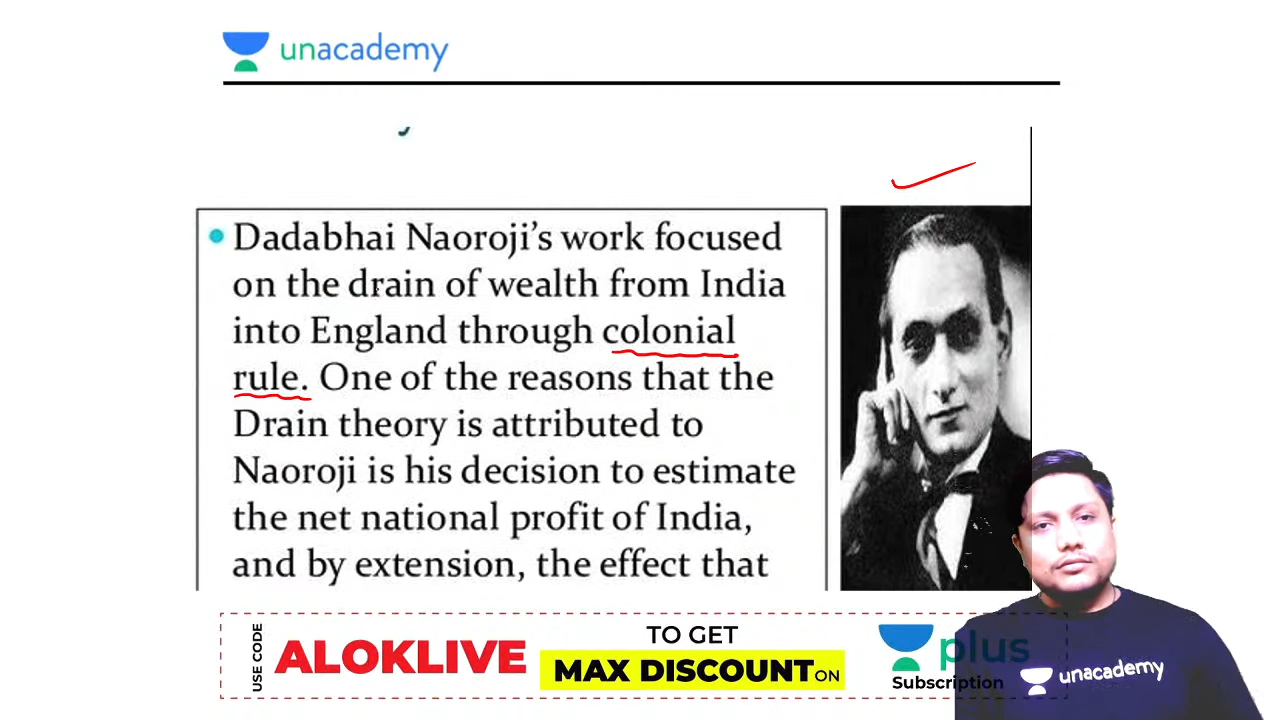 unacademy
Dadabhai Naoroji's work focused
on the drain of wealth from India
into England through colonial
rule. One of the reasons that the
Drain theory is attributed to
Naoroji is his decision to estimate
the net national profit of India,
and by extension, the effect that
USE CODE
ALOKLIVE
TO GET
MAX DISCOUNT ON
plus
Subscription
unacademy